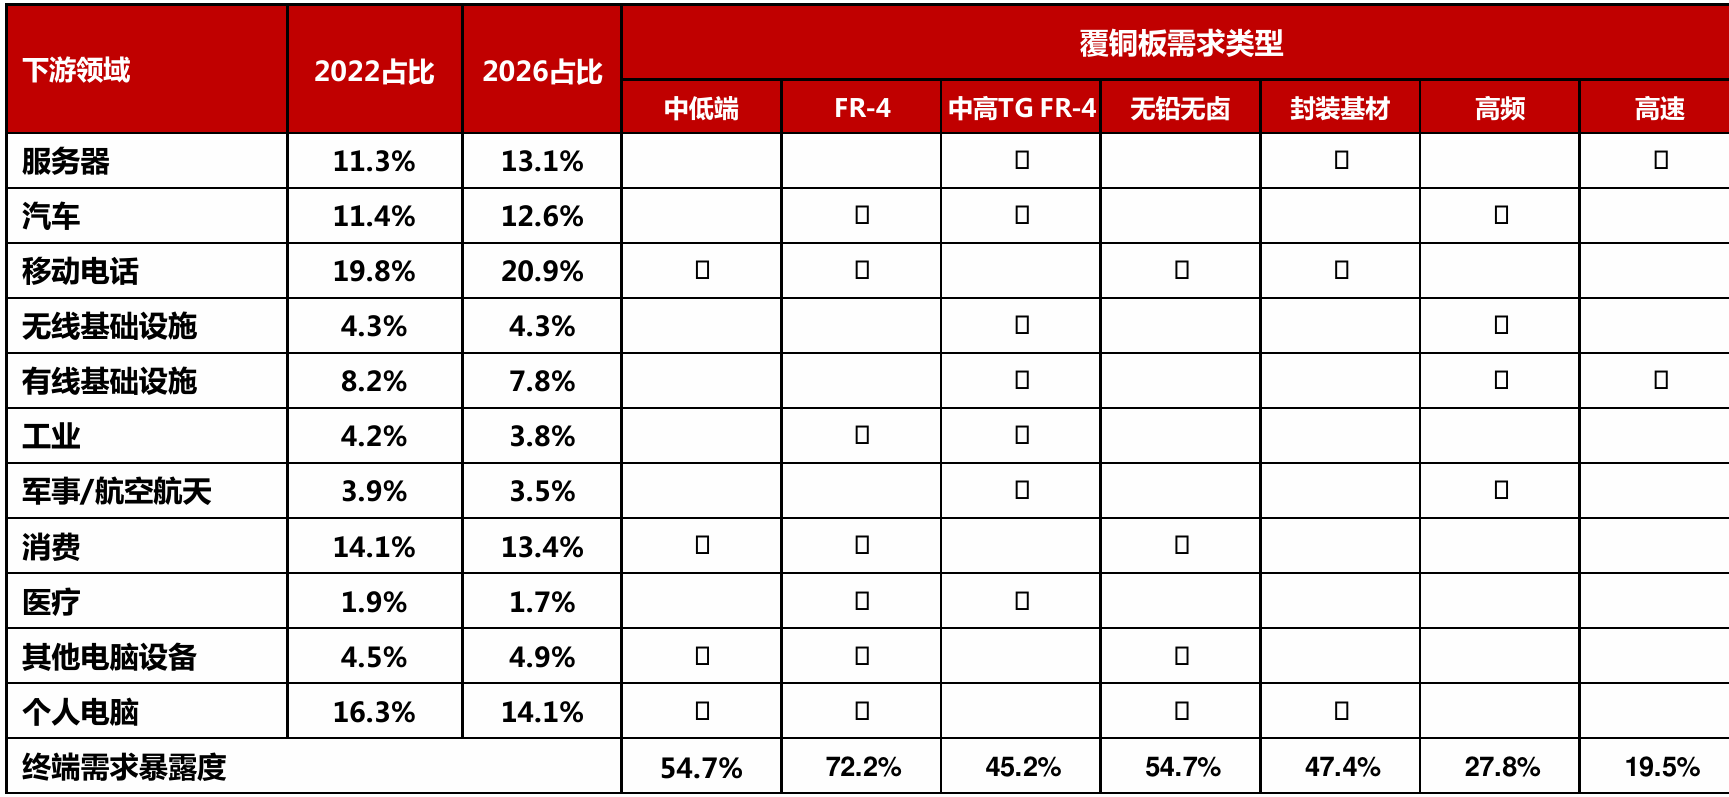 下游领域 2022占比 2026占比 覆铜板需求类型
中低端 FR-4 中高TG FR-4 无铅无卤 封装基材 高频 高速
服务器 11.3% 13.1% ▯ ▯ ▯
汽车 11.4% 12.6% ▯ ▯ ▯
移动电话 19.8% 20.9% ▯ ▯ ▯ ▯
无线基础设施 4.3% 4.3% ▯ ▯
有线基础设施 8.2% 7.8% ▯ ▯ ▯
工业 4.2% 3.8% ▯ ▯
军事/航空航天 3.9% 3.5% ▯ ▯
消费 14.1% 13.4% ▯ ▯ ▯
医疗 1.9% 1.7% ▯ ▯
其他电脑设备 4.5% 4.9% ▯ ▯ ▯
个人电脑 16.3% 14.1% ▯ ▯ ▯ ▯
终端需求暴露度 54.7% 72.2% 45.2% 54.7% 47.4% 27.8% 19.5%